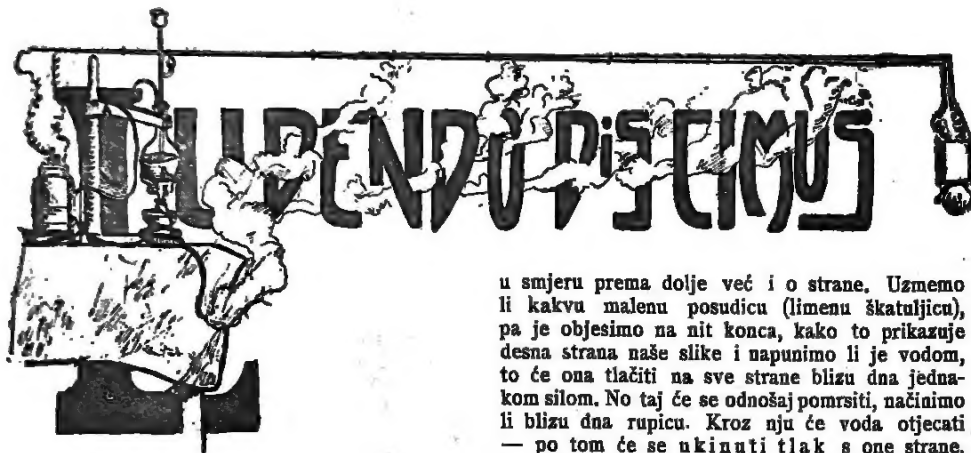 LUDENDO DiSCIMUS
u smjeru prema dolje već i o strane. Uzmemo
li kakvu malenu posudicu (limenu škatuljicu),
pa je objesimo na nit konca, kako to prikazuje
desna strana naše slike i napunimo li je vodom,
to će ona tlačiti na sve strane blizu dna jedna-
kom silom. No taj će se odnošaj pomrsiti, načinimo
li blizu dna rupicu. Kroz nju će voda otjecati
— po tom će se ukinuti tlak s one strane,